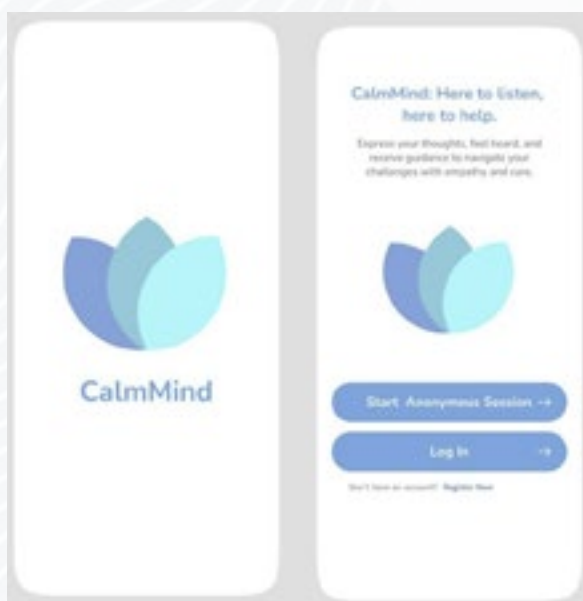 CalmMind
CalmMind: Here to listen,
here to help.
Express your thoughts, feel heard, and
receive guidance to navigate your
challenges with empathy and care.
Start Anonymous Session →
Log In →
Don't have an account? Register Now